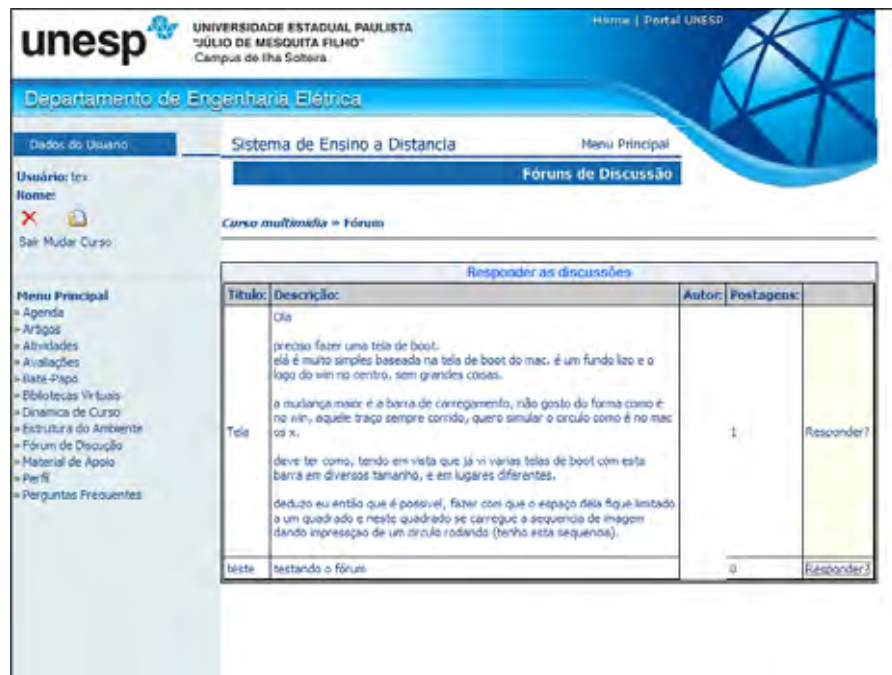 unesp
UNIVERSIDADE ESTADUAL PAULISTA
"JÚLIO DE MESQUITA FILHO"
Campus de Ilha Solteira
Home | Portal UNESP
Departamento de Engenharia Elétrica
Dados do Usuario
Usuário: tex
Nome:
Sair Mudar Curso
Menu Principal
» Agenda
» Artigos
» Atividades
» Avaliações
» Bate-Papo
» Bibliotecas Virtuais
» Dinamica de Curso
» Estrutura do Ambiente
» Fórum de Discução
» Material de Apoio
» Perfil
» Perguntas Frequentes
Sistema de Ensino a Distancia
Menu Principal
Fóruns de Discussão
Curso multimidia » Fórum
Responder as discussões
Titulo: Descrição: Autor: Postagens:
Ola
preciso fazer uma tela de boot.
elá é muito simples baseada na tela de boot do mac. é um fundo lizo e o
logo do win no centro, sem grandes coisas.
a mudança maior é a barra de carregamento, não gosto do forma como é
no win, aquele traço sempre corrido, quero simular o circulo como é no mac
Tela os x. 1 Responder?
deve ter como, tendo em vista que já vi varias telas de boot com esta
barra em diversos tamanho, e em lugares diferentes.
deduzo eu então que é possivel, fazer com que o espaço dela fique limitado
a um quadrado e neste quadrado se carregue a sequencia de imagem
dando impressçao de um circulo rodando (tenho esta sequencia).
teste testando o fórum 0 Responder?